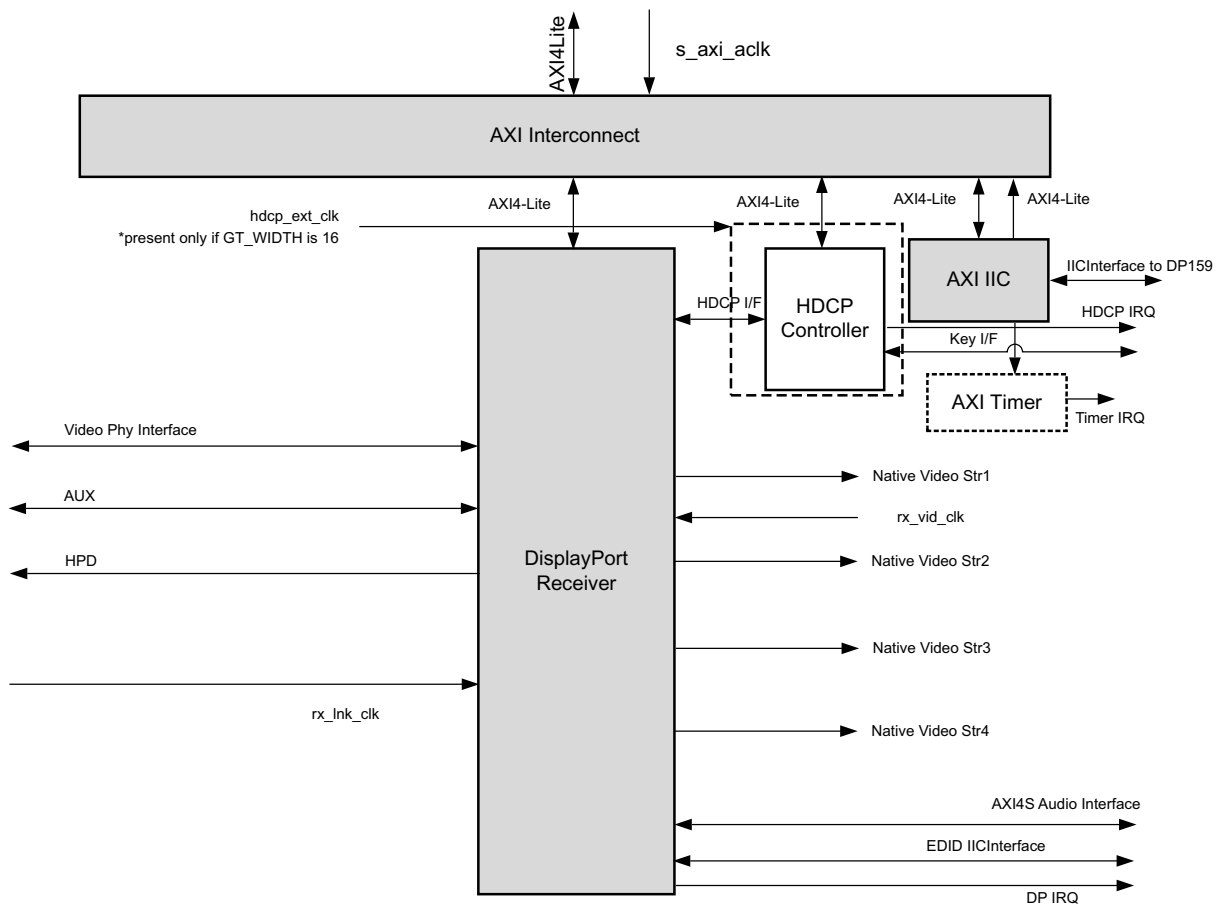 AXI4Lite
s_axi_aclk
AXI Interconnect
AXI4-Lite
AXI4-Lite
AXI4-Lite
AXI4-Lite
hdcp_ext_clk
*present only if GT_WIDTH is 16
AXI IIC
IICInterface to DP159
HDCP I/F
HDCP
Controller
HDCP IRQ
Key I/F
AXI Timer
Timer IRQ
Video Phy Interface
Native Video Str1
AUX
rx_vid_clk
HPD
DisplayPort
Receiver
Native Video Str2
Native Video Str3
rx_lnk_clk
Native Video Str4
AXI4S Audio Interface
EDID IICInterface
DP IRQ